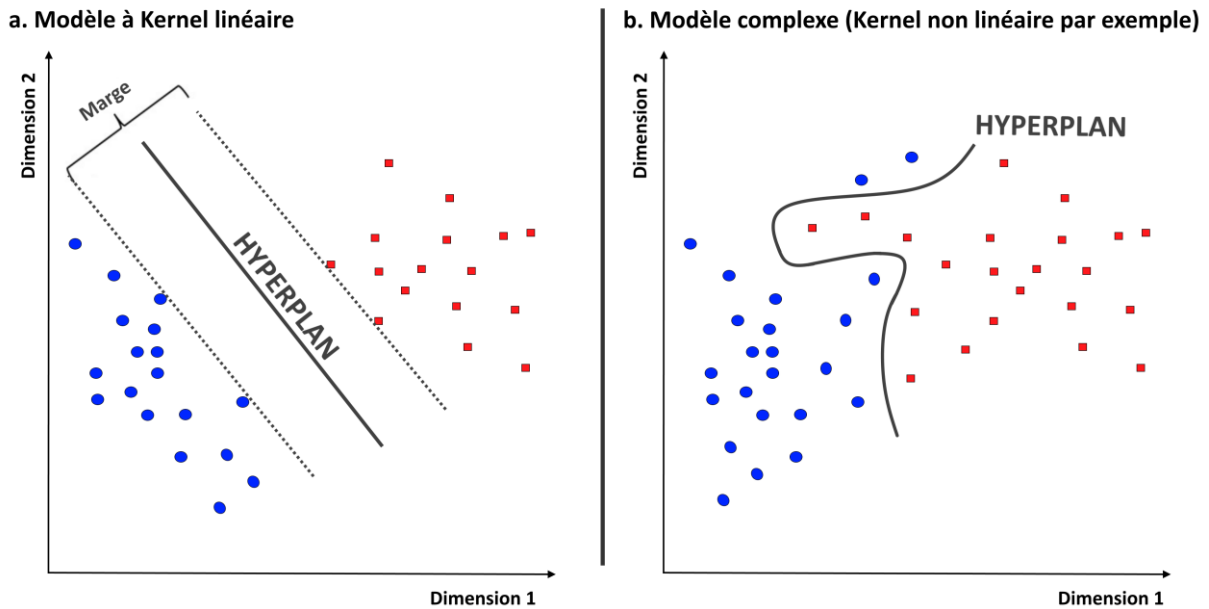 a. Modèle à Kernel linéaire
Dimension 2
Marge
HYPERPLAN
Dimension 1
b. Modèle complexe (Kernel non linéaire par exemple)
Dimension 2
HYPERPLAN
Dimension 1